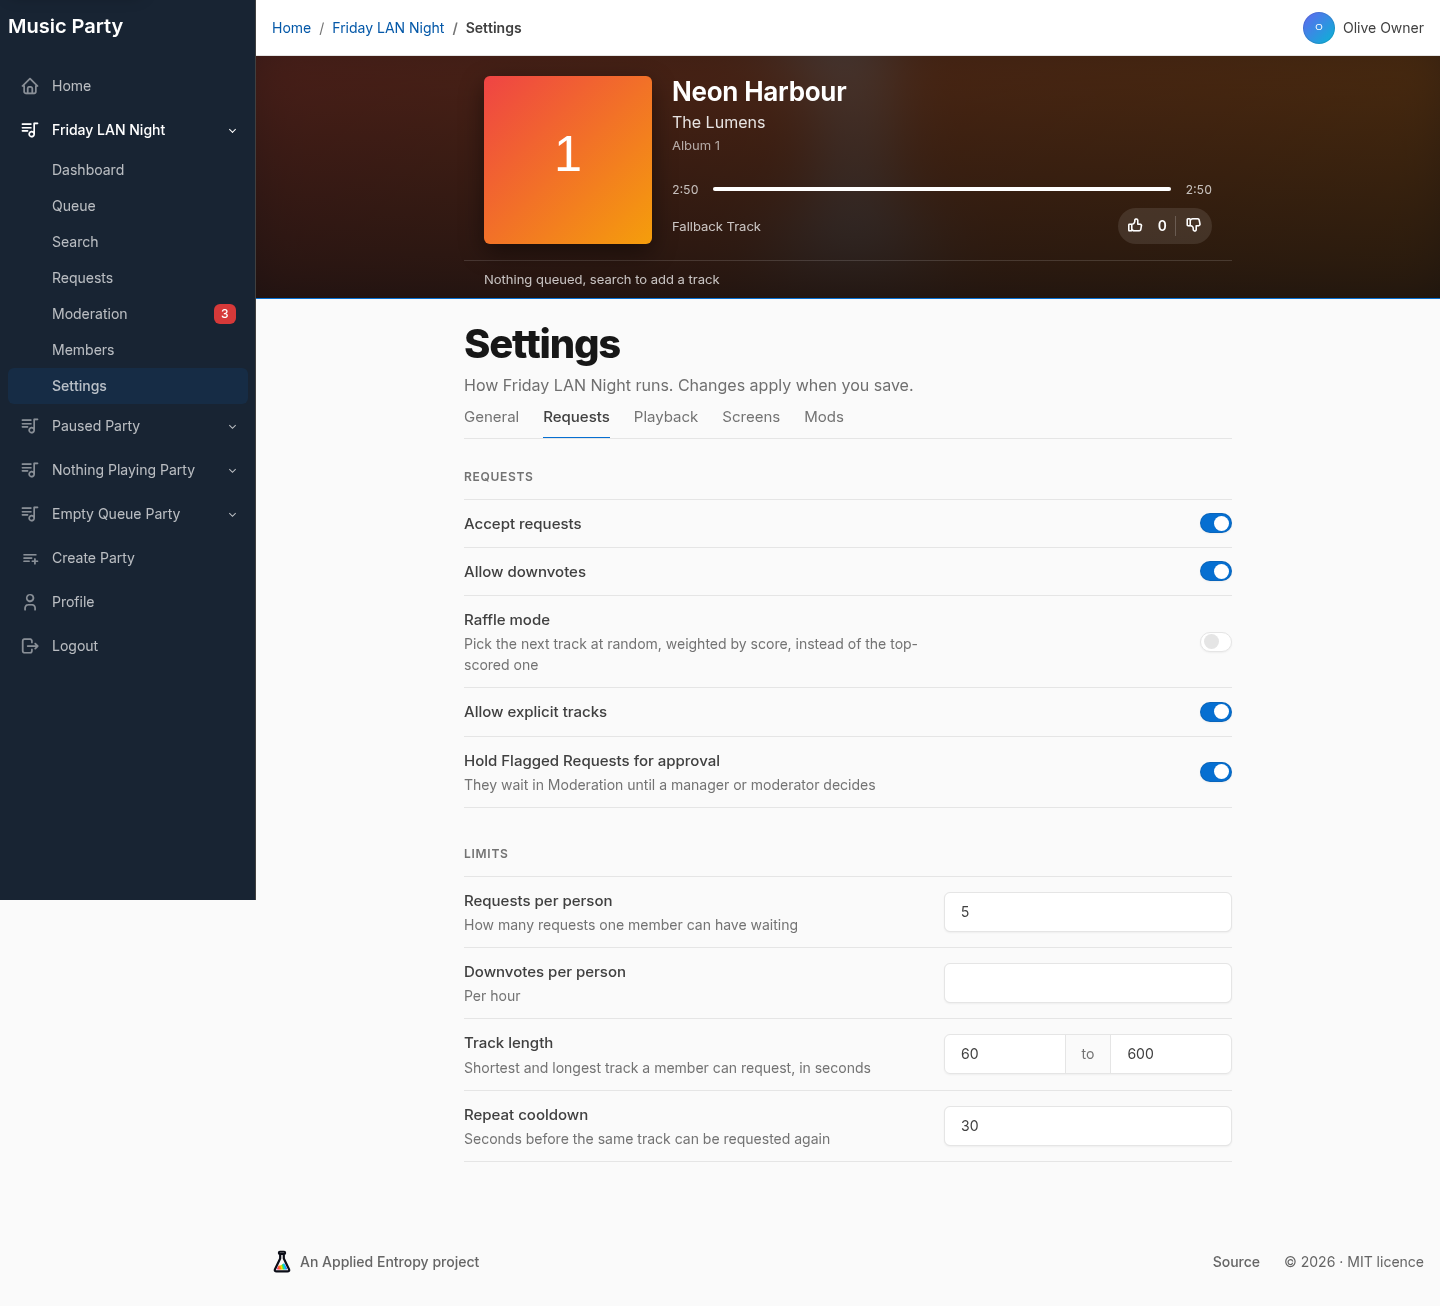 Music Party
Home
Friday LAN Night
Dashboard
Queue
Search
Requests
Moderation 3
Members
Settings
Paused Party
Nothing Playing Party
Empty Queue Party
Create Party
Profile
Logout
Home / Friday LAN Night / Settings
O Olive Owner
1
Neon Harbour
The Lumens
Album 1
2:50 2:50
Fallback Track 0
Nothing queued, search to add a track
Settings
How Friday LAN Night runs. Changes apply when you save.
General Requests Playback Screens Mods
REQUESTS
Accept requests
Allow downvotes
Raffle mode
Pick the next track at random, weighted by score, instead of the top-
scored one
Allow explicit tracks
Hold Flagged Requests for approval
They wait in Moderation until a manager or moderator decides
LIMITS
Requests per person
How many requests one member can have waiting
5
Downvotes per person
Per hour
Track length
Shortest and longest track a member can request, in seconds
60 to 600
Repeat cooldown
Seconds before the same track can be requested again
30
An Applied Entropy project
Source © 2026 · MIT licence